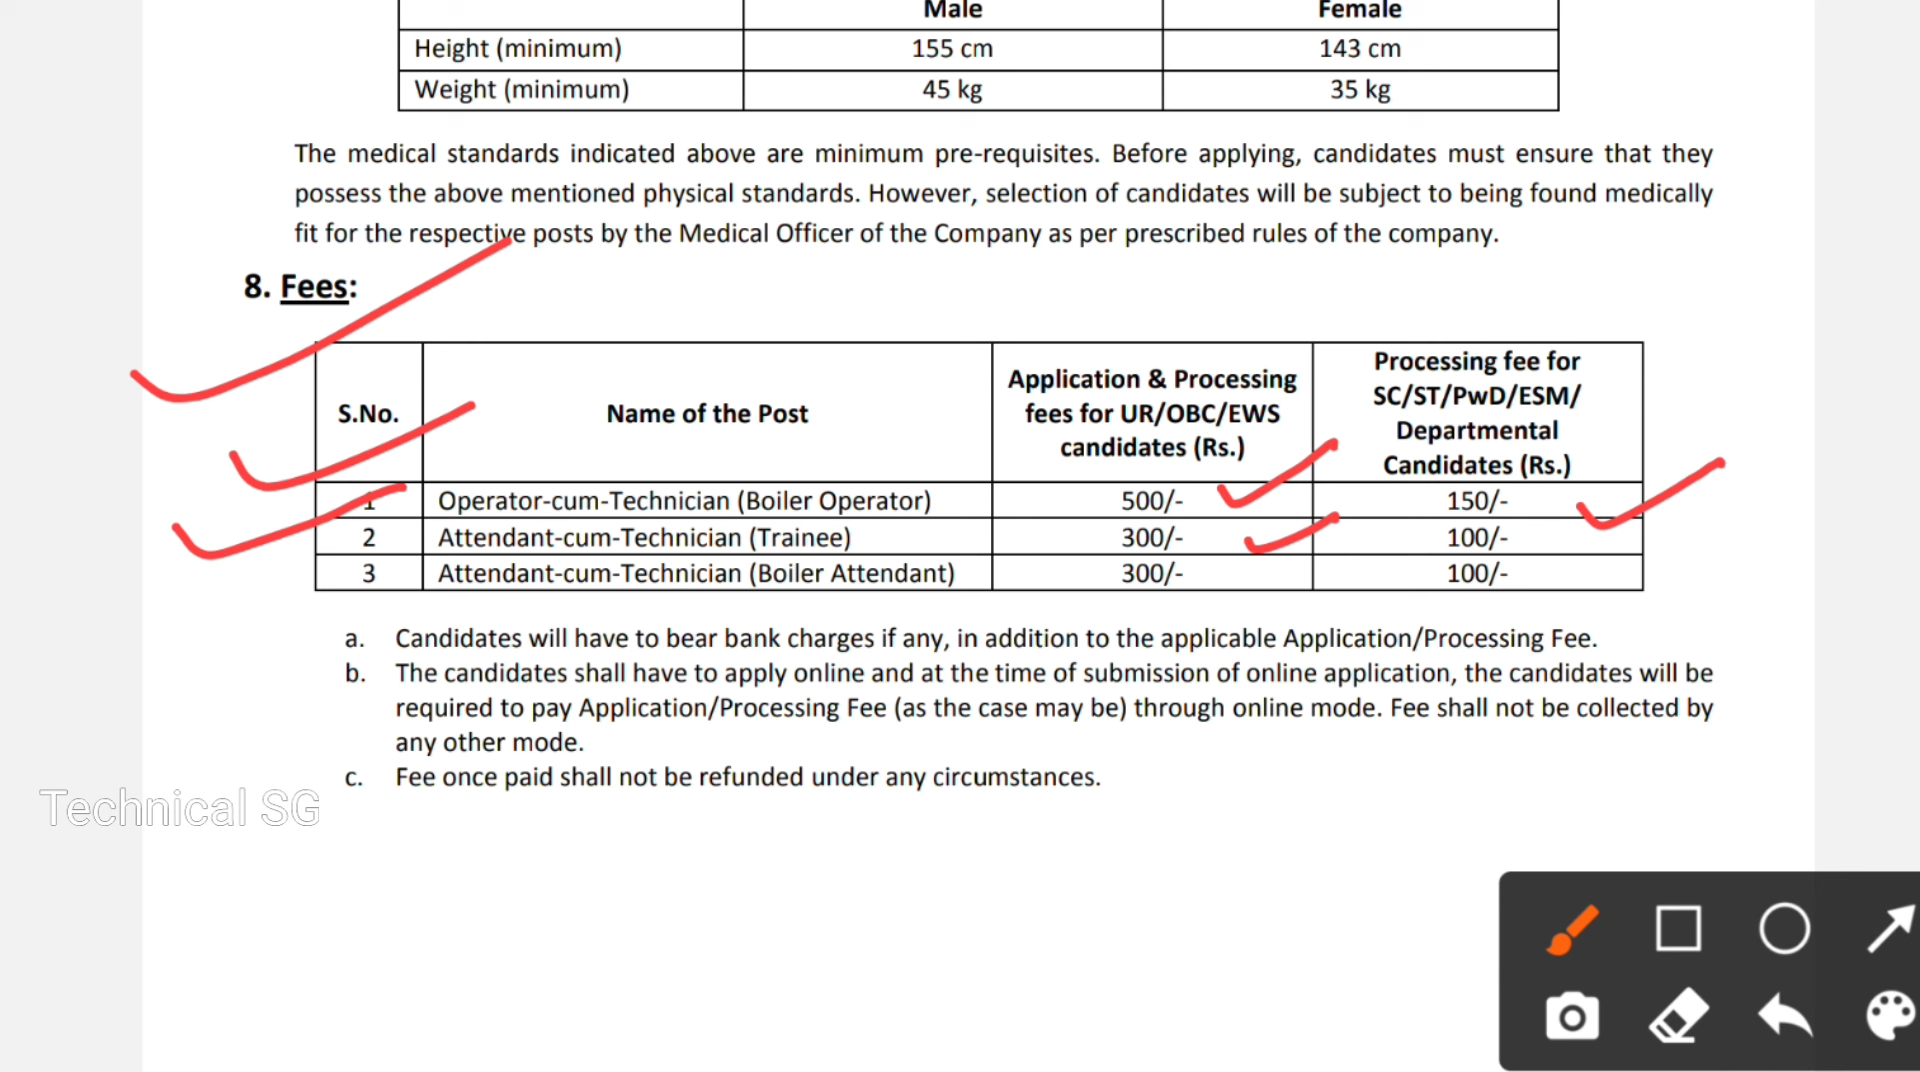 Male Female
Height (minimum) 155 cm 143 cm
Weight (minimum) 45 kg 35 kg
The medical standards indicated above are minimum pre-requisites. Before applying, candidates must ensure that they
possess the above mentioned physical standards. However, selection of candidates will be subject to being found medically
fit for the respective posts by the Medical Officer of the Company as per prescribed rules of the company.
8. Fees:
S.No. Name of the Post Application & Processing fees for UR/OBC/EWS candidates (Rs.) Processing fee for SC/ST/PwD/ESM/ Departmental Candidates (Rs.)
1 Operator-cum-Technician (Boiler Operator) 500/- 150/-
2 Attendant-cum-Technician (Trainee) 300/- 100/-
3 Attendant-cum-Technician (Boiler Attendant) 300/- 100/-
a. Candidates will have to bear bank charges if any, in addition to the applicable Application/Processing Fee.
b. The candidates shall have to apply online and at the time of submission of online application, the candidates will be
required to pay Application/Processing Fee (as the case may be) through online mode. Fee shall not be collected by
any other mode.
c. Fee once paid shall not be refunded under any circumstances.
Technical SG